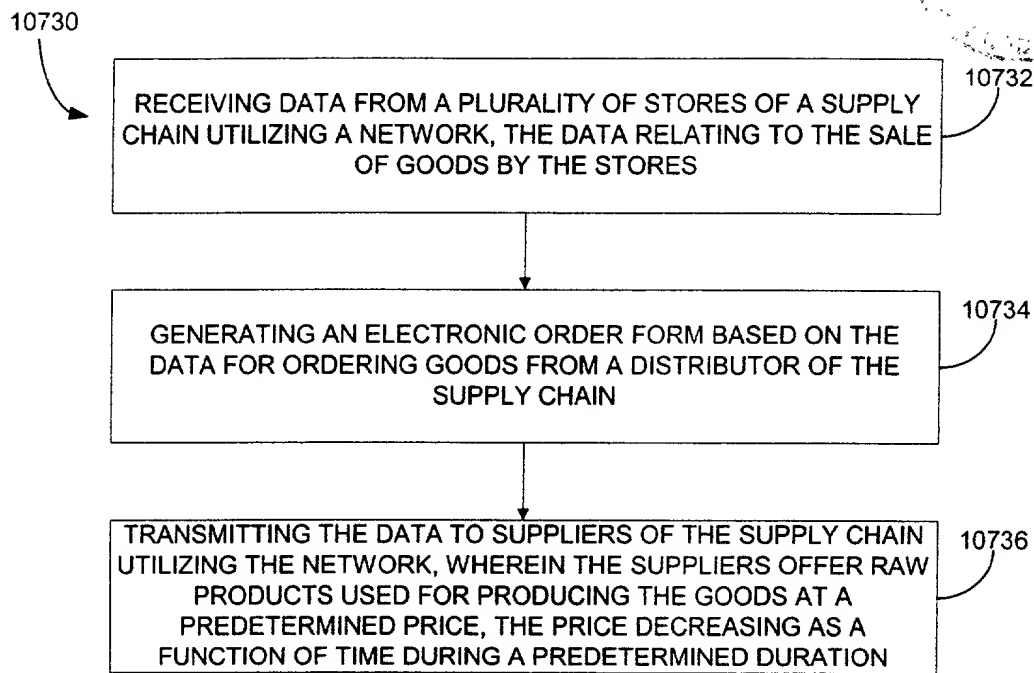 10730
10732
RECEIVING DATA FROM A PLURALITY OF STORES OF A SUPPLY
CHAIN UTILIZING A NETWORK, THE DATA RELATING TO THE SALE
OF GOODS BY THE STORES
10734
GENERATING AN ELECTRONIC ORDER FORM BASED ON THE
DATA FOR ORDERING GOODS FROM A DISTRIBUTOR OF THE
SUPPLY CHAIN
10736
TRANSMITTING THE DATA TO SUPPLIERS OF THE SUPPLY CHAIN
UTILIZING THE NETWORK, WHEREIN THE SUPPLIERS OFFER RAW
PRODUCTS USED FOR PRODUCING THE GOODS AT A
PREDETERMINED PRICE, THE PRICE DECREASING AS A
FUNCTION OF TIME DURING A PREDETERMINED DURATION